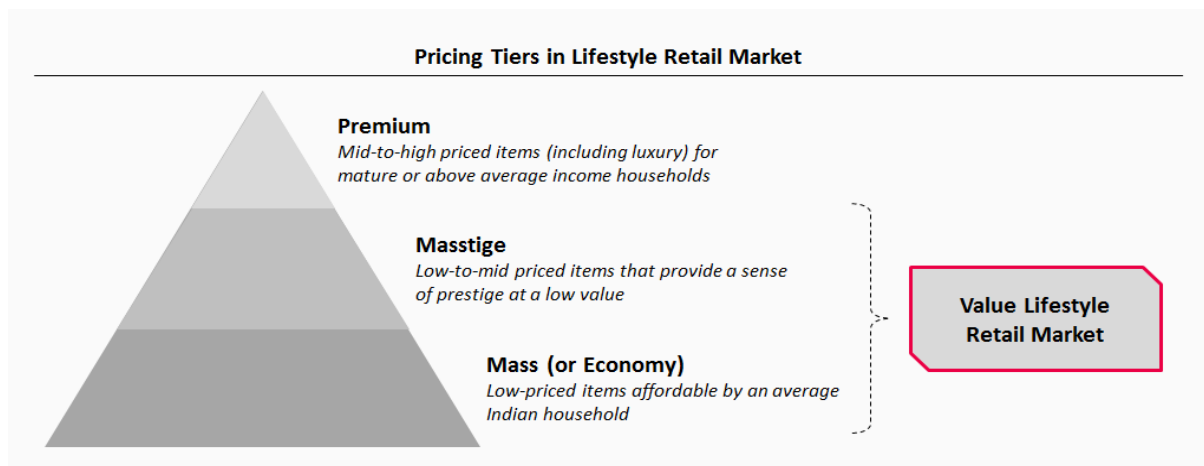 Pricing Tiers in Lifestyle Retail Market
Premium
Mid-to-high priced items (including luxury) for
mature or above average income households
Masstige
Low-to-mid priced items that provide a sense
of prestige at a low value
Value Lifestyle
Retail Market
Mass (or Economy)
Low-priced items affordable by an average
Indian household